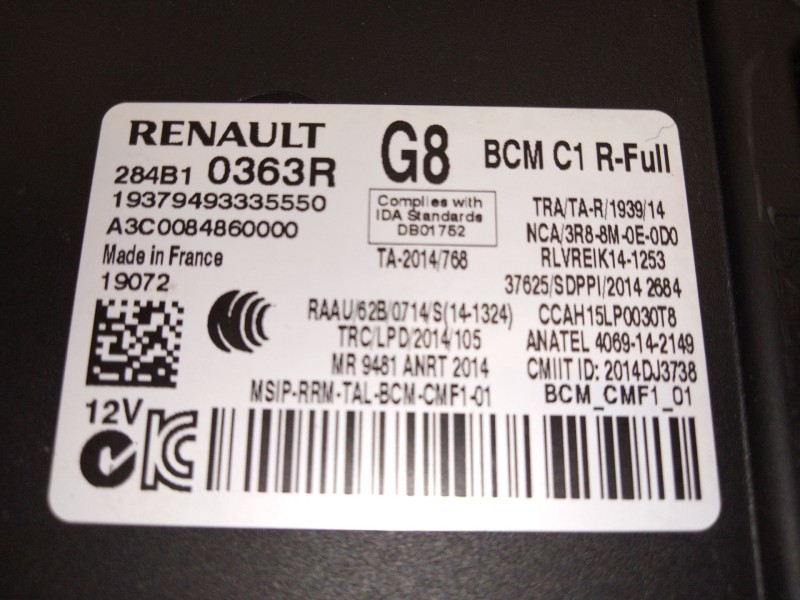 RENAULT
284B1 0363R
19379493335550
A3C0084860000
Made in France
19072
G8
BCM C1 R-Full
Complies with
IDA Standards
DB01752
TA-2014/768
TRA/TA-R/1939/14
NCA/3R8-8M-0E-0D0
RLVREIK14-1253
37625/SDPPI/2014 2684
RAAU/62B/0714/S(14-1324)
CCAH15LP0030T8
TRC/LPD/2014/105
ANATEL 4069-14-2149
MR 9481 ANRT 2014
CMIIT ID: 2014DJ3738
MSIP-RRM-TAL-BCM-CMF1-01
BCM_CMF1_01
12V